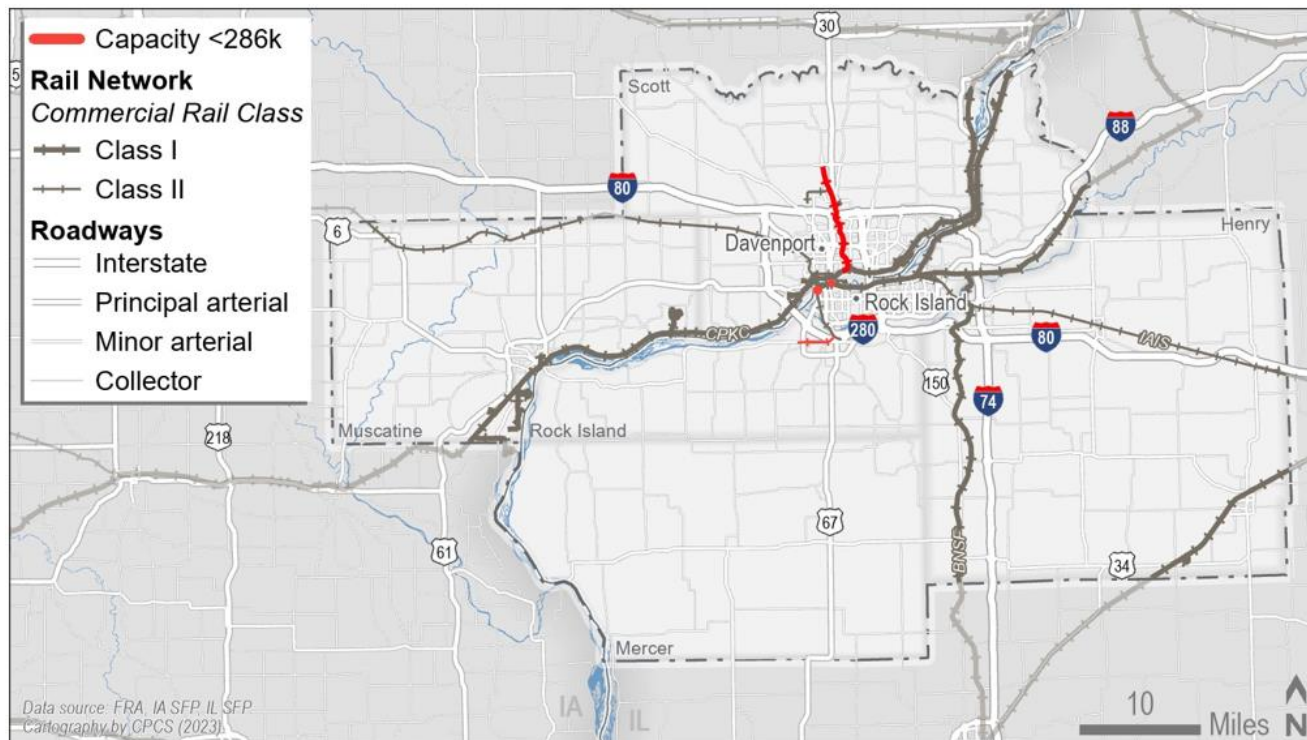 Capacity <286k
Rail Network
Commercial Rail Class
Class I
Class II
Roadways
Interstate
Principal arterial
Minor arterial
Collector
5
30
Scott
88
80
6
Henry
Davenport
Rock Island
280
CPKC
80
IAIS
150
74
Muscatine
Rock Island
218
67
61
BNSF
34
Mercer
IA
IL
Data source: FRA, IA SFP, IL SFP
Cartography by CPCS (2023)
10
Miles
N